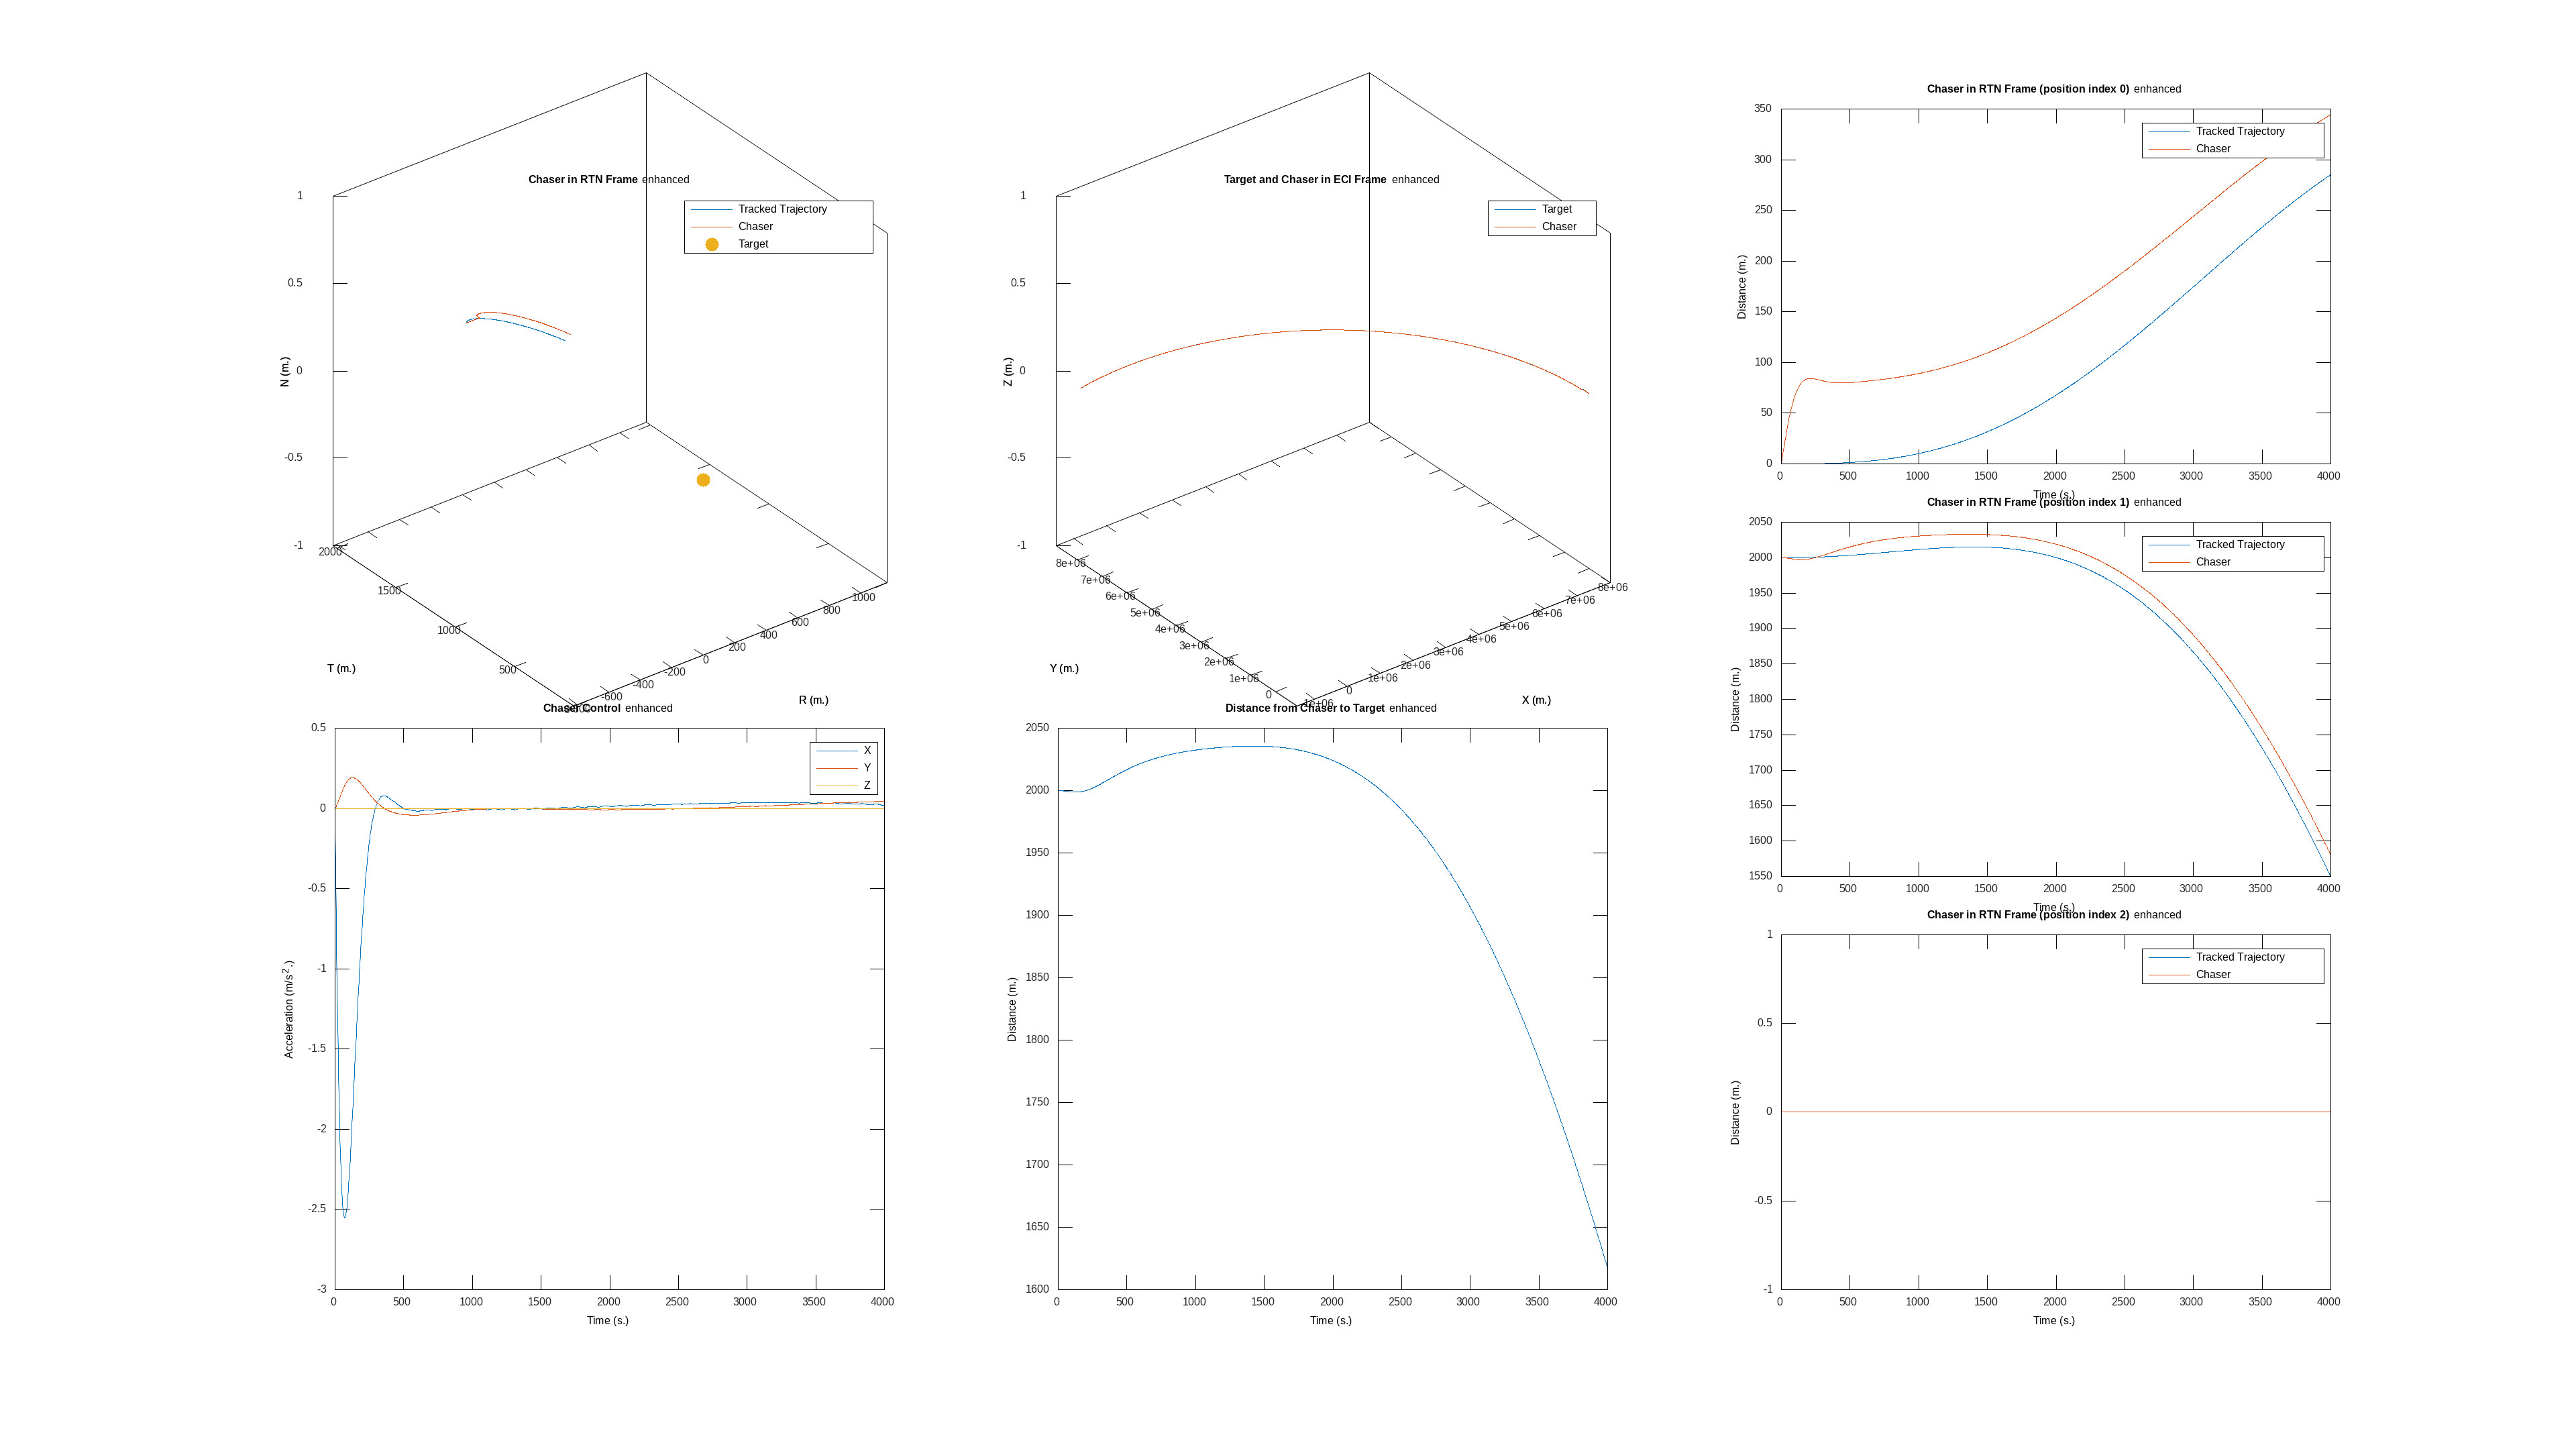 Chaser in RTN Frame enhanced
Tracked Trajectory
Chaser
Target
1
0.5
0
-0.5
-1
N (m.)
2000
1500
1000
500
T (m.)
-600
-400
-200
0
200
400
600
800
1000
R (m.)
Target and Chaser in ECI Frame enhanced
Target
Chaser
1
0.5
0
-0.5
-1
Z (m.)
8e+06
7e+06
6e+06
5e+06
4e+06
3e+06
2e+06
1e+06
0
Y (m.)
-1e+06
0
1e+06
2e+06
3e+06
4e+06
5e+06
6e+06
7e+06
8e+06
X (m.)
Chaser in RTN Frame (position index 0) enhanced
Tracked Trajectory
Chaser
350
300
250
200
150
100
50
0
Distance (m.)
0 500 1000 1500 2000 2500 3000 3500 4000
Time (s.)
Chaser in RTN Frame (position index 1) enhanced
Tracked Trajectory
Chaser
2050
2000
1950
1900
1850
1800
1750
1700
1650
1600
1550
Distance (m.)
0 500 1000 1500 2000 2500 3000 3500 4000
Time (s.)
Chaser in RTN Frame (position index 2) enhanced
Tracked Trajectory
Chaser
1
0.5
0
-0.5
-1
Distance (m.)
0 500 1000 1500 2000 2500 3000 3500 4000
Time (s.)
Chaser Control enhanced
X
Y
Z
0.5
0
-0.5
-1
-1.5
-2
-2.5
-3
Acceleration (m/s².)
0 500 1000 1500 2000 2500 3000 3500 4000
Time (s.)
Distance from Chaser to Target enhanced
2050
2000
1950
1900
1850
1800
1750
1700
1650
1600
Distance (m.)
0 500 1000 1500 2000 2500 3000 3500 4000
Time (s.)